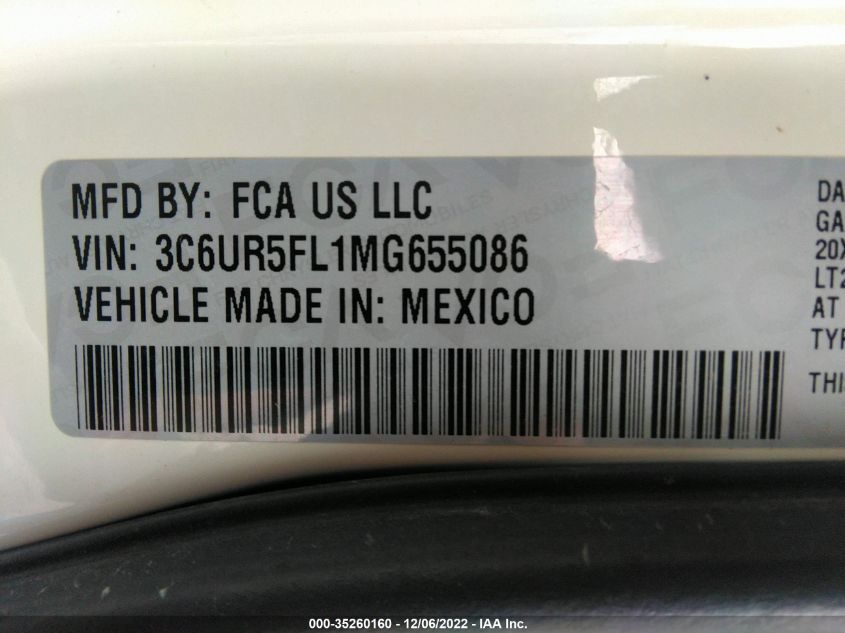 MFD BY: FCA US LLC
VIN: 3C6UR5FL1MG655086
VEHICLE MADE IN: MEXICO
DA
GA
20X
LT2
AT
TYP
THIS
000-35260160 - 12/06/2022 - IAA Inc.